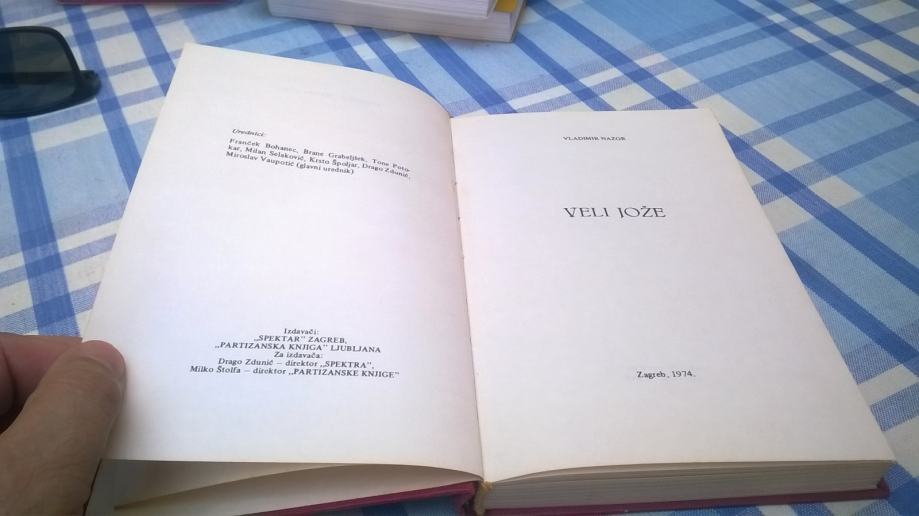 Urednici:
Franček Bohanec, Brane Grabeljšek, Tone Poto-
kar, Milan Selaković, Krsto Špoljar, Drago Zdunić,
Miroslav Vaupotić (glavni urednik)
Izdavači:
„SPEKTAR" ZAGREB,
„PARTIZANSKA KNJIGA" LJUBLJANA
Za izdavača:
Drago Zdunić — direktor „SPEKTRA",
Milko Štolfa — direktor „PARTIZANSKE KNJIGE"
VLADIMIR NAZOR
VELI JOŽE
Zagreb, 1974.